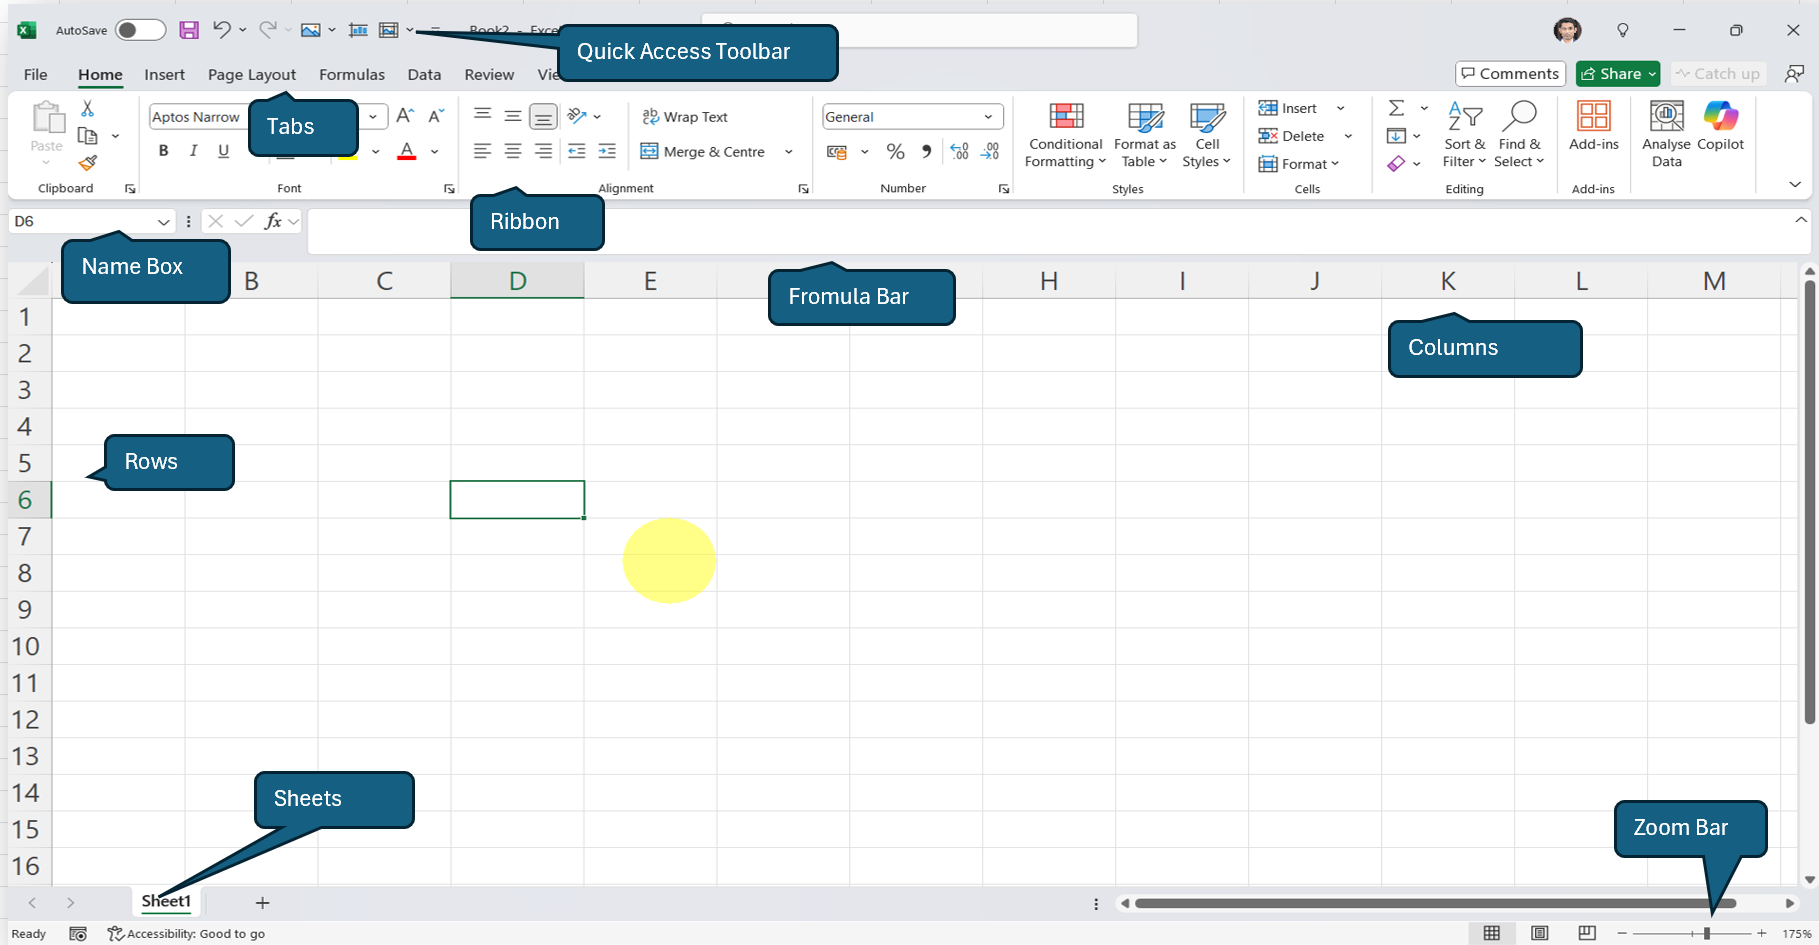 AutoSave
Book2 - Exce
Quick Access Toolbar
File Home Insert Page Layout Formulas Data Review Vie
Comments Share Catch up
Tabs
Paste
Clipboard
Aptos Narrow
A A
B I U A
Font
ab Wrap Text
Merge & Centre
Alignment
General
% 00 .00
Number
Conditional Formatting
Format as Table
Cell Styles
Styles
Insert
Delete
Format
Cells
Sort & Filter
Find & Select
Editing
Add-ins
Add-ins
Analyse Data
Copilot
Ribbon
D6
fx
Name Box
Fromula Bar
B C D E H I J K L M
Columns
1
2
3
4
5
Rows
6
7
8
9
10
11
12
13
14
Sheets
15
Zoom Bar
16
Sheet1
Ready
Accessibility: Good to go
175%